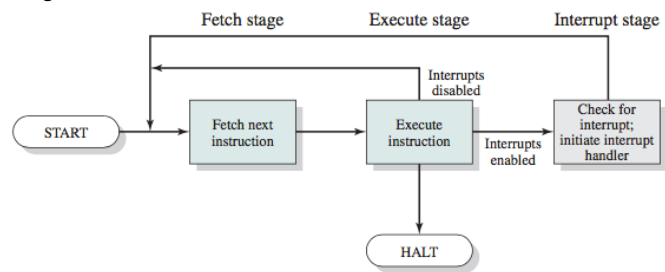 Fetch stage
Execute stage
Interrupt stage
Interrupts
disabled
START
Fetch next
instruction
Execute
instruction
Interrupts
enabled
Check for
interrupt;
initiate interrupt
handler
HALT